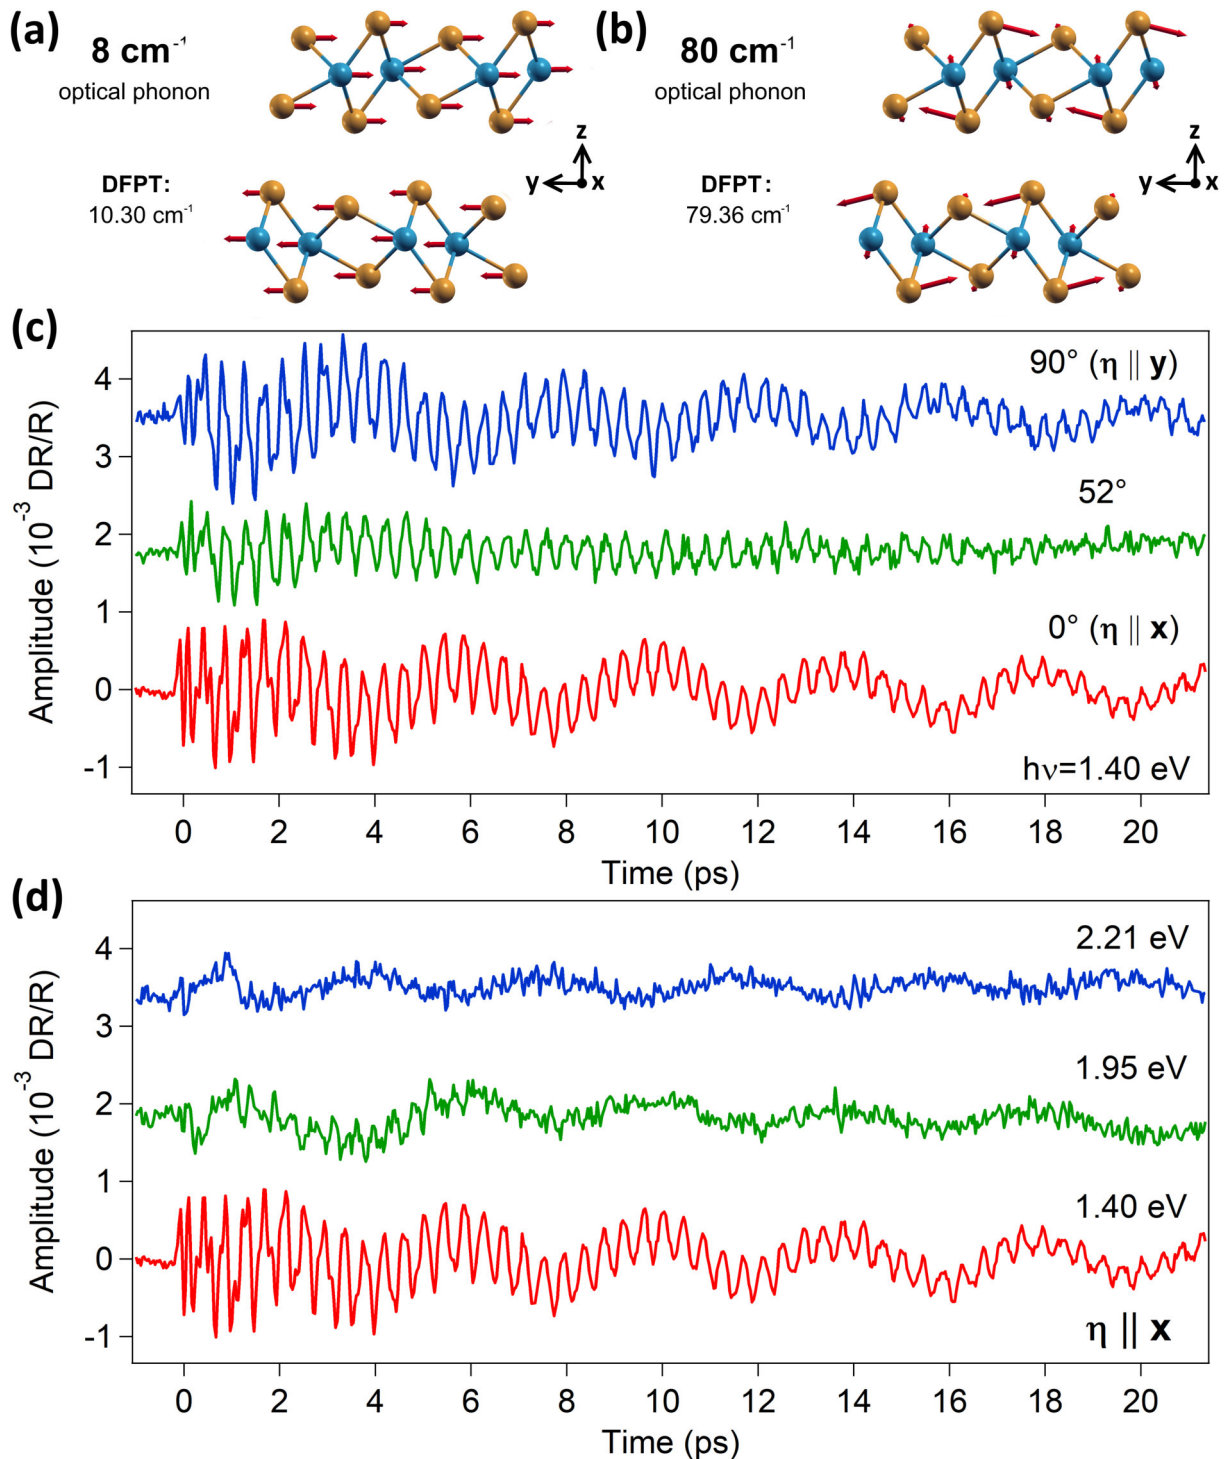 (a)
8 cm⁻¹
optical phonon
DFPT:
10.30 cm⁻¹
z
y
x
(b)
80 cm⁻¹
optical phonon
DFPT:
79.36 cm⁻¹
z
y
x
(c)
Amplitude (10⁻³ DR/R)
4
3
2
1
0
-1
90° (η || y)
52°
0° (η || x)
hν=1.40 eV
0 2 4 6 8 10 12 14 16 18 20
Time (ps)
(d)
Amplitude (10⁻³ DR/R)
4
3
2
1
0
-1
2.21 eV
1.95 eV
1.40 eV
η || x
0 2 4 6 8 10 12 14 16 18 20
Time (ps)